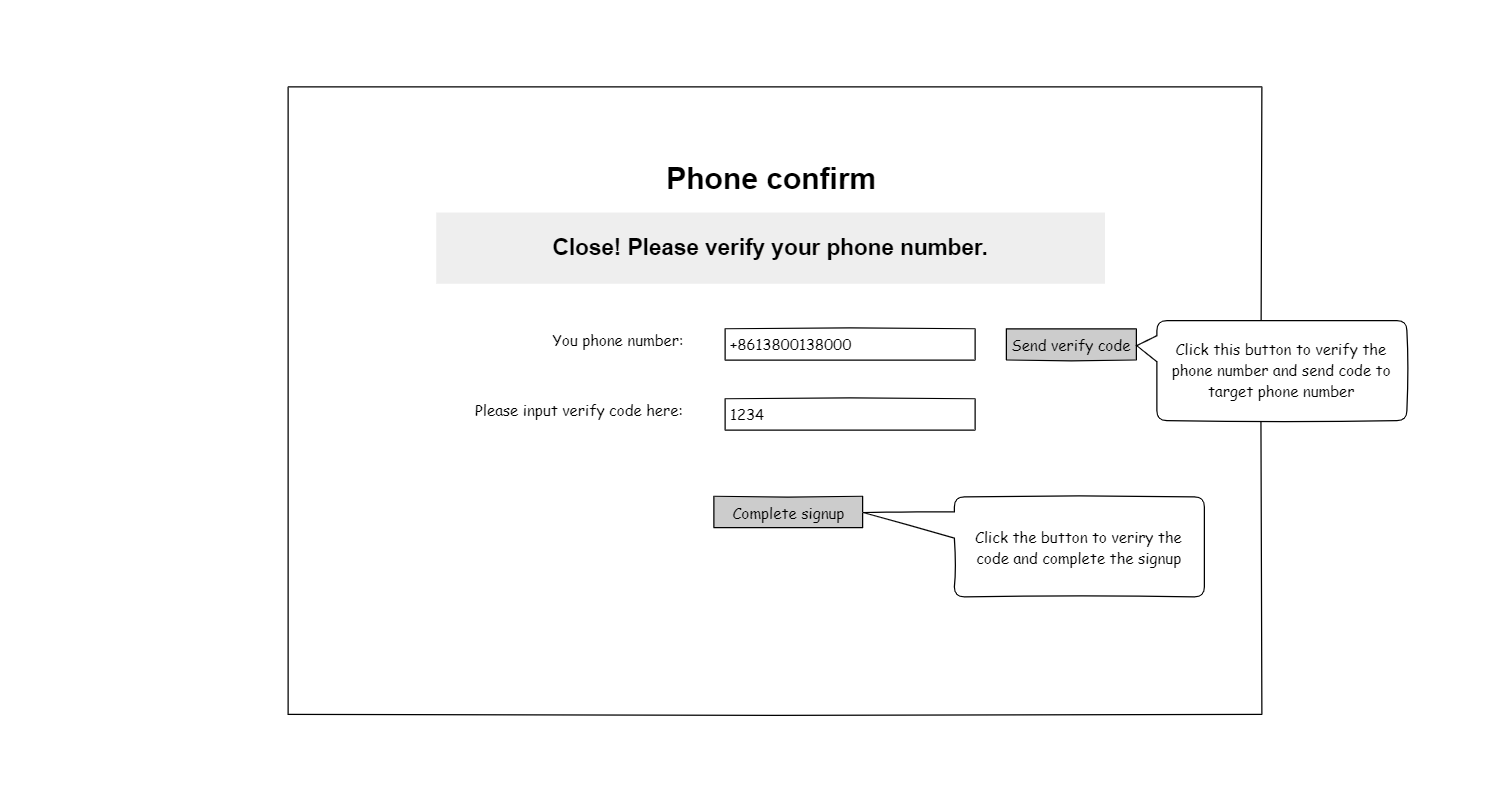 Phone confirm
Close! Please verify your phone number.
You phone number:
+8613800138000
Send verify code
Click this button to verify the
phone number and send code to
target phone number
Please input verify code here:
1234
Complete signup
Click the button to veriry the
code and complete the signup